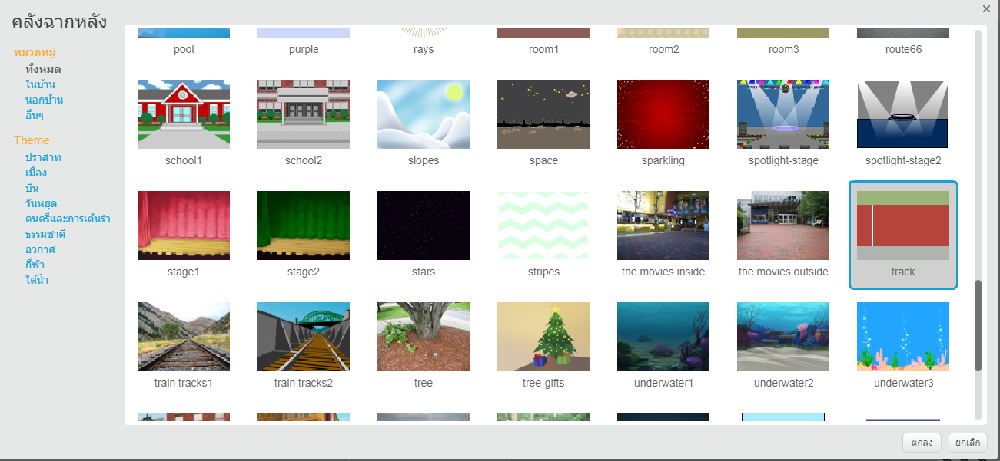 คลังฉากหลัง
หมวดหมู่
ทั้งหมด
ในบ้าน
นอกบ้าน
อื่นๆ
Theme
ปราสาท
เมือง
บิน
วันหยุด
ดนตรีและการเต้นรำ
ธรรมชาติ
อวกาศ
กีฬา
ใต้น้ำ
pool purple rays room1 room2 room3 route66
school1 school2 slopes space sparkling spotlight-stage spotlight-stage2
stage1 stage2 stars stripes the movies inside the movies outside track
train tracks1 train tracks2 tree tree-gifts underwater1 underwater2 underwater3
ตกลง ยกเลิก